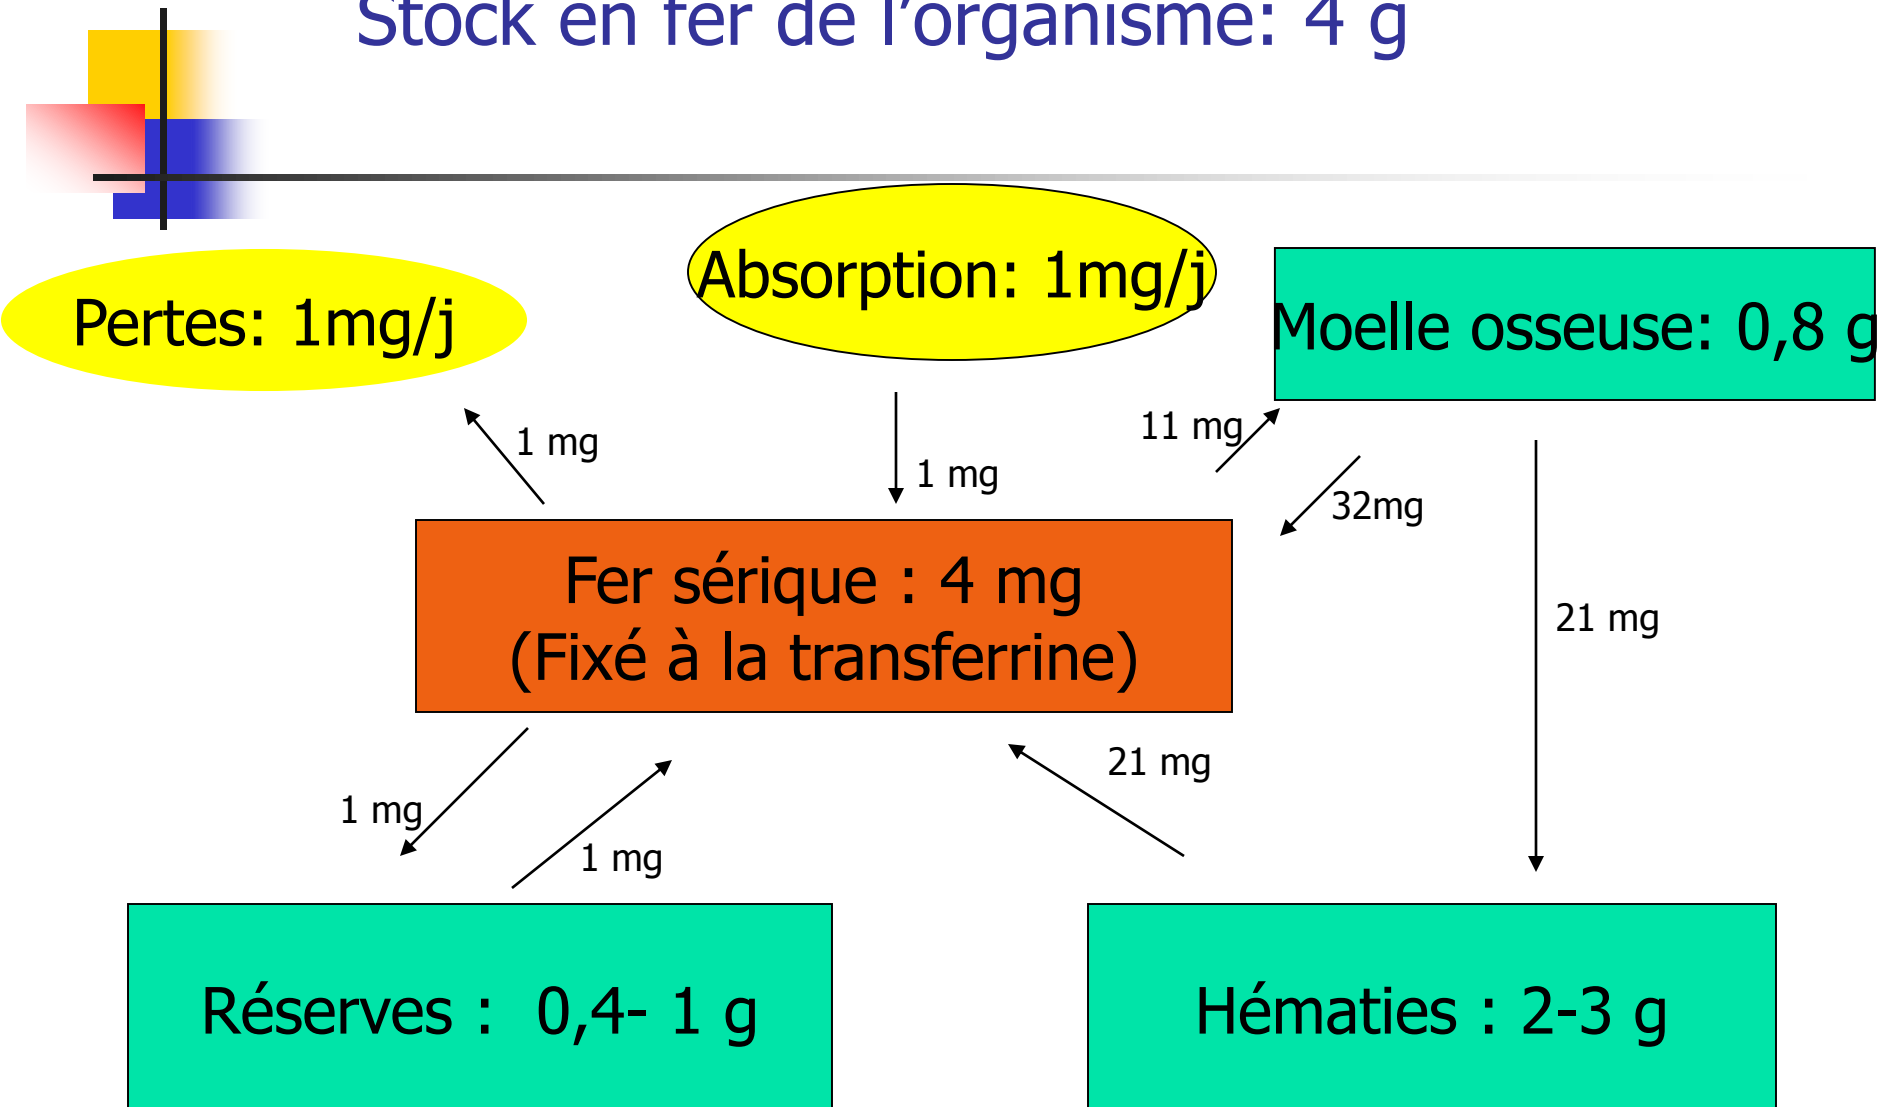 Stock en fer de l’organisme: 4 g
Absorption: 1mg/j
Pertes: 1mg/j
Moelle osseuse: 0,8 g
11 mg
1 mg
1 mg
32mg
Fer sérique : 4 mg
(Fixé à la transferrine)
21 mg
21 mg
1 mg
1 mg
Réserves : 0,4- 1 g
Hématies : 2-3 g